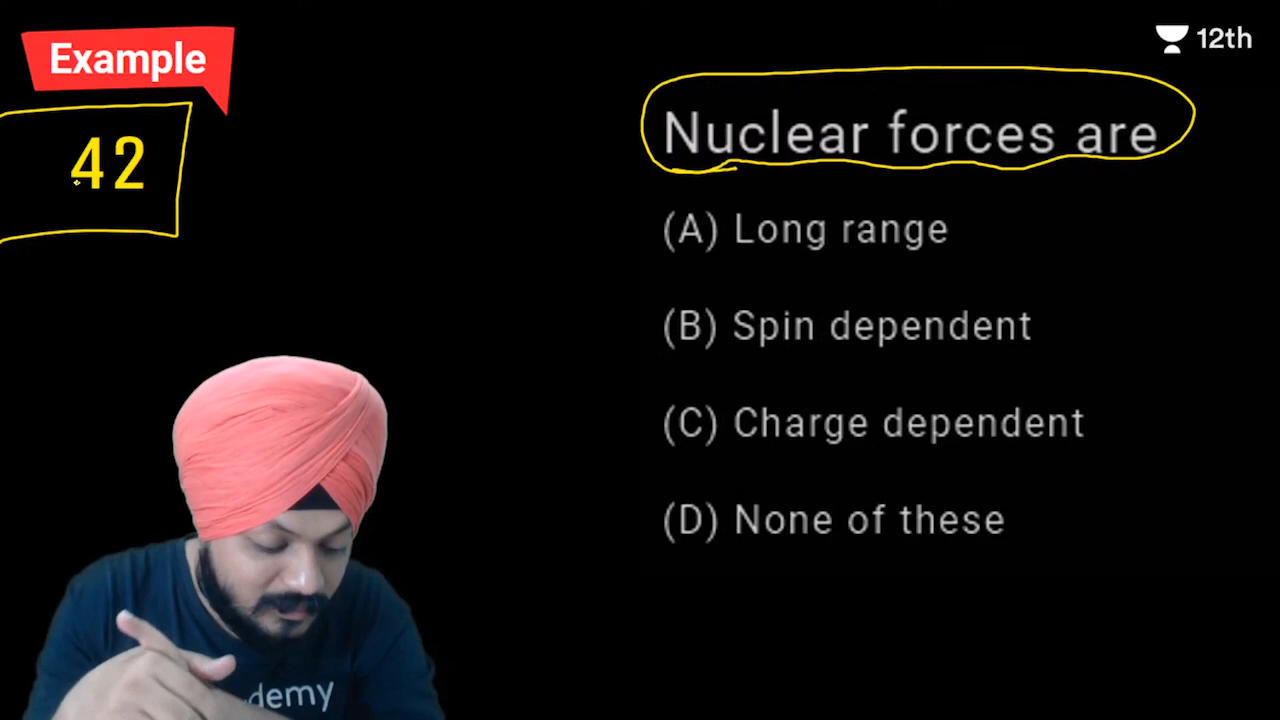 Example
12th
42
Nuclear forces are
(A) Long range
(B) Spin dependent
(C) Charge dependent
(D) None of these
demy